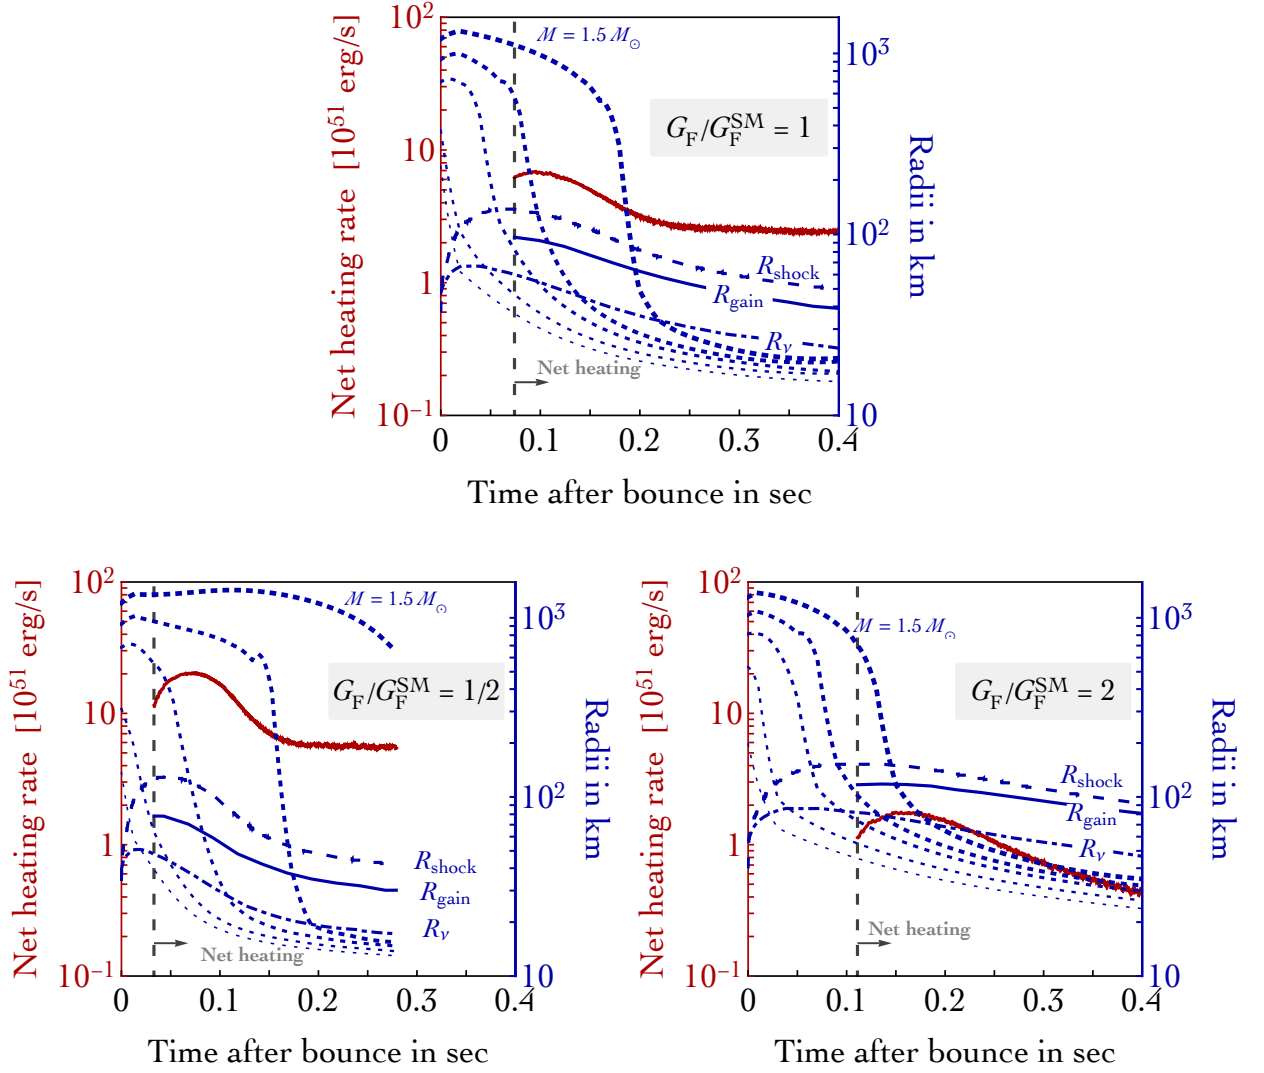 Net heating rate [10^51 erg/s]
10^2
10
1
10^−1
M = 1.5 M⊙
G_F/G_F^SM = 1
R_shock
R_gain
R_ν
Net heating
10^3
10^2
10
Radii in km
0 0.1 0.2 0.3 0.4
Time after bounce in sec
Net heating rate [10^51 erg/s]
10^2
10
1
10^−1
M = 1.5 M⊙
G_F/G_F^SM = 1/2
R_shock
R_gain
R_ν
Net heating
10^3
10^2
10
Radii in km
0 0.1 0.2 0.3 0.4
Time after bounce in sec
Net heating rate [10^51 erg/s]
10^2
10
1
10^−1
M = 1.5 M⊙
G_F/G_F^SM = 2
R_shock
R_gain
R_ν
Net heating
10^3
10^2
10
Radii in km
0 0.1 0.2 0.3 0.4
Time after bounce in sec